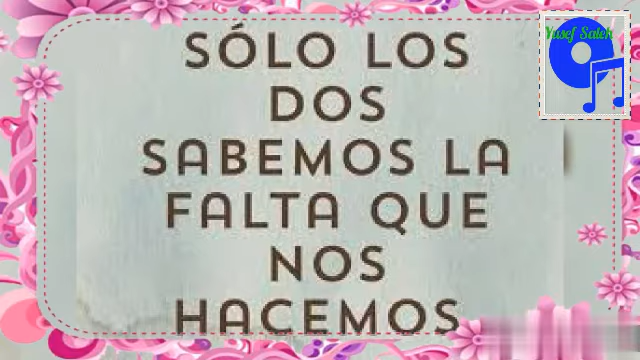 Yusef Saleh
SÓLO LOS
DOS
SABEMOS LA
FALTA QUE
NOS
HACEMOS